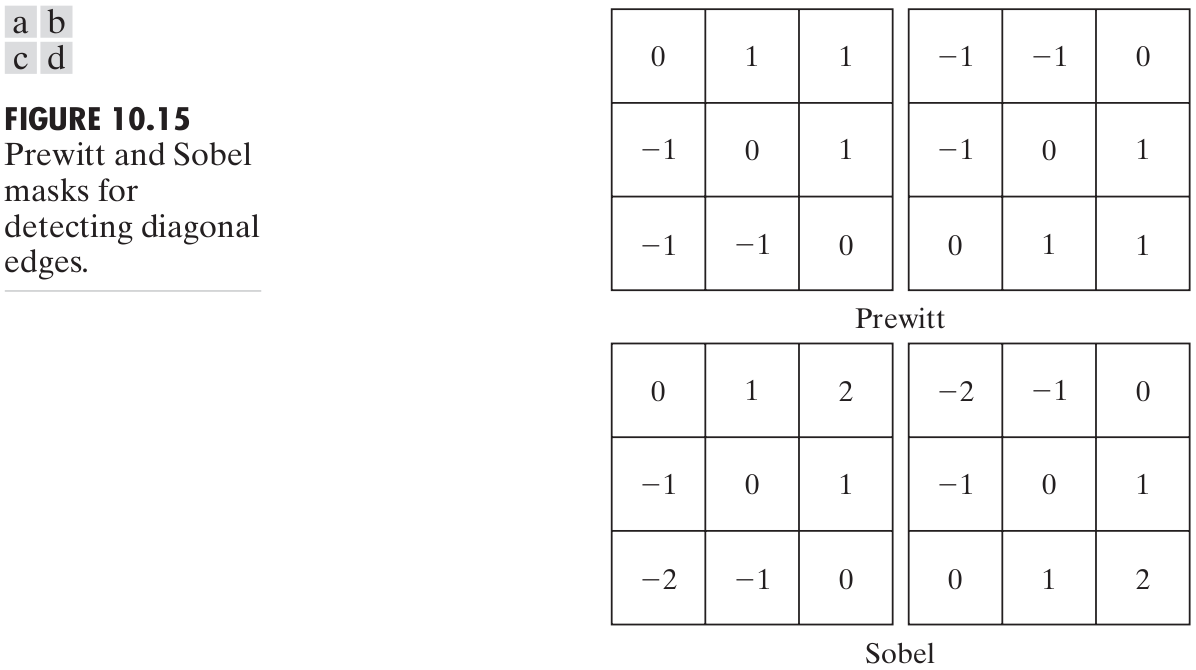 a b
c d
FIGURE 10.15
Prewitt and Sobel
masks for
detecting diagonal
edges.
0 1 1 −1 −1 0
−1 0 1 −1 0 1
−1 −1 0 0 1 1
Prewitt
0 1 2 −2 −1 0
−1 0 1 −1 0 1
−2 −1 0 0 1 2
Sobel